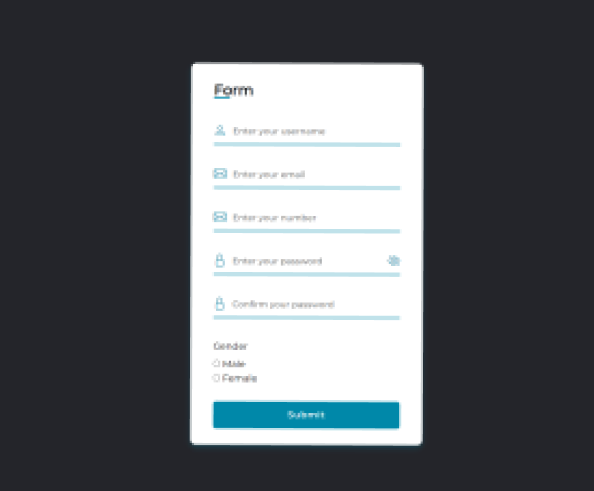 Form
Enter your username
Enter your email
Enter your number
Enter your password
Confirm your password
Gender
Male
Female
Submit